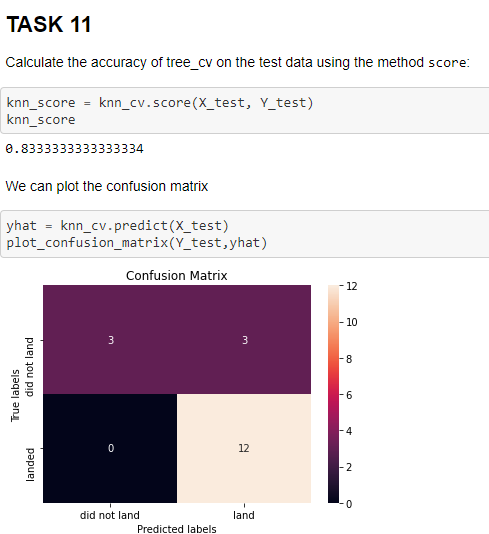 TASK 11
Calculate the accuracy of tree_cv on the test data using the method score:
knn_score = knn_cv.score(X_test, Y_test)
knn_score
0.8333333333333334
We can plot the confusion matrix
yhat = knn_cv.predict(X_test)
plot_confusion_matrix(Y_test,yhat)
Confusion Matrix
True labels
did not land
landed
3
3
0
12
did not land
land
Predicted labels
12
10
8
6
4
2
0